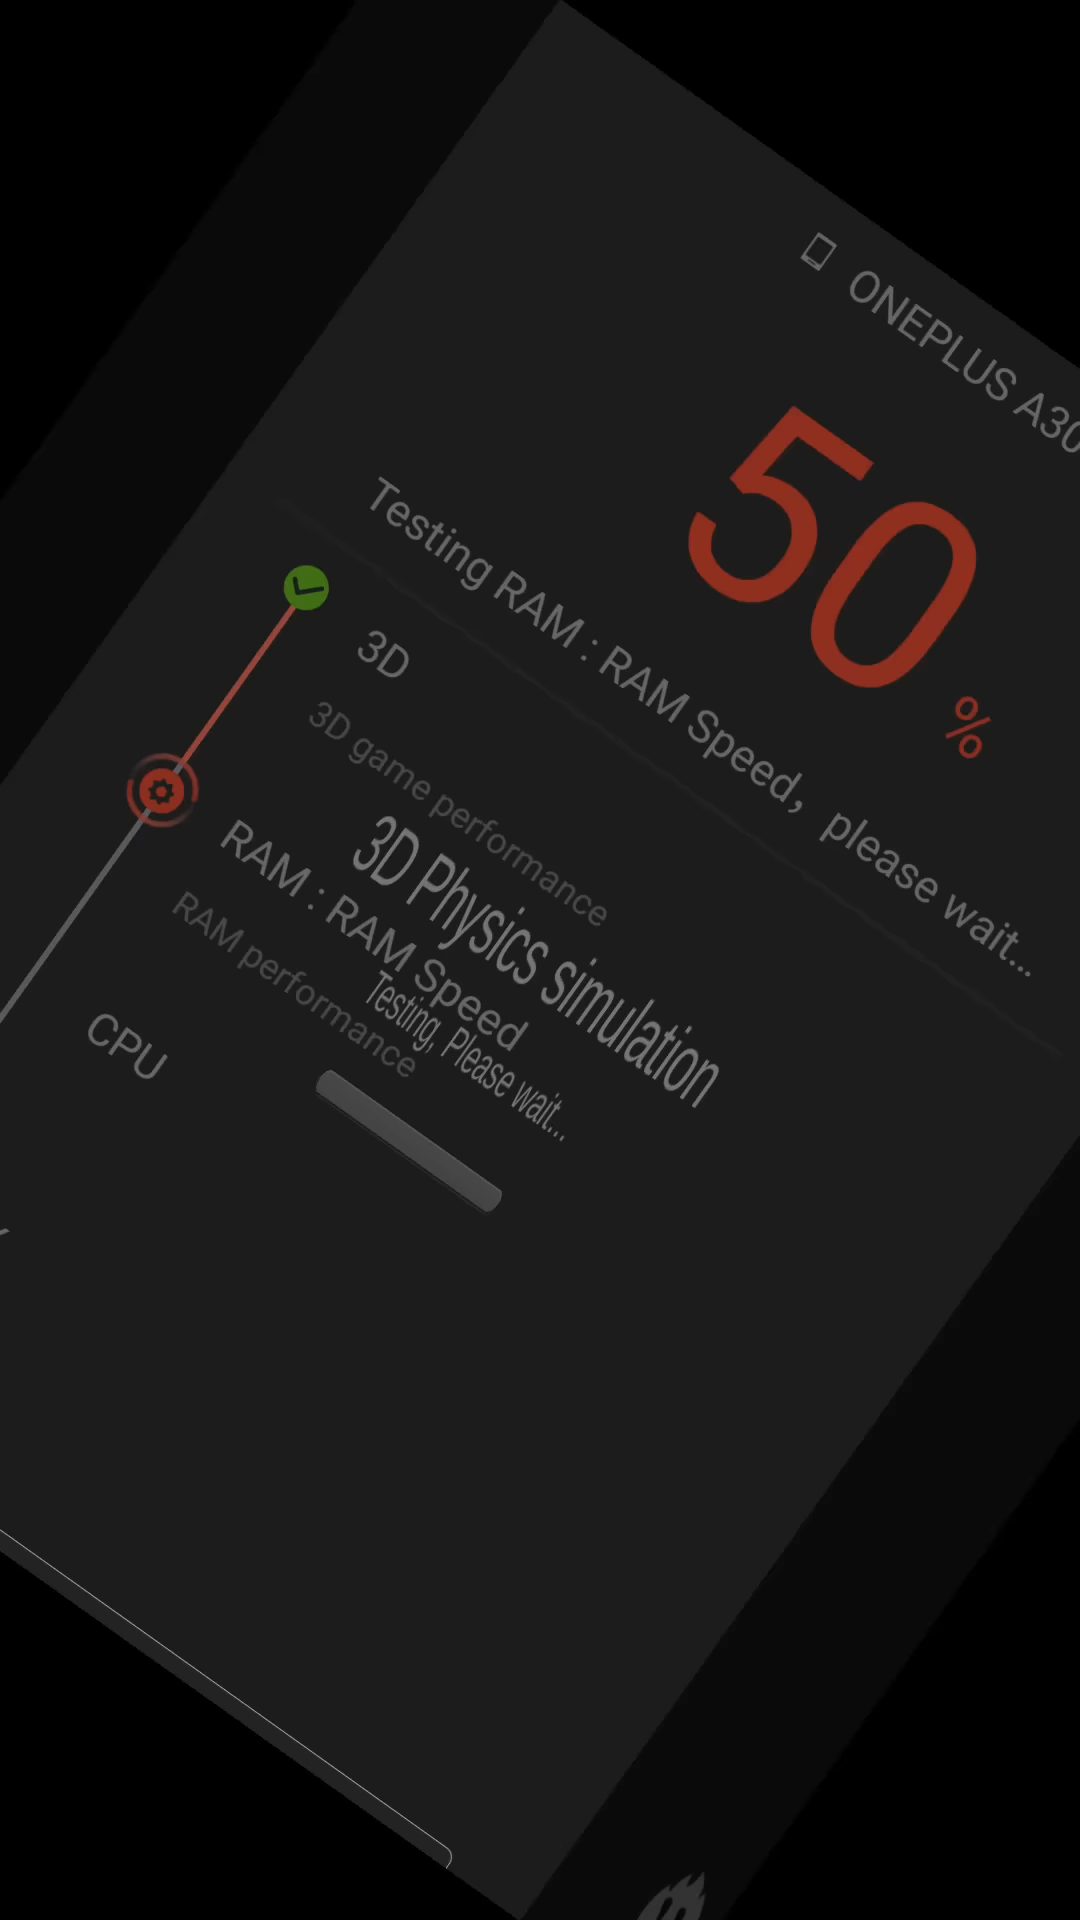 ONEPLUS A30
50 %
Testing RAM : RAM Speed, please wait...
3D
3D game performance
3D Physics simulation
RAM : RAM Speed
Testing, Please wait...
RAM performance
CPU